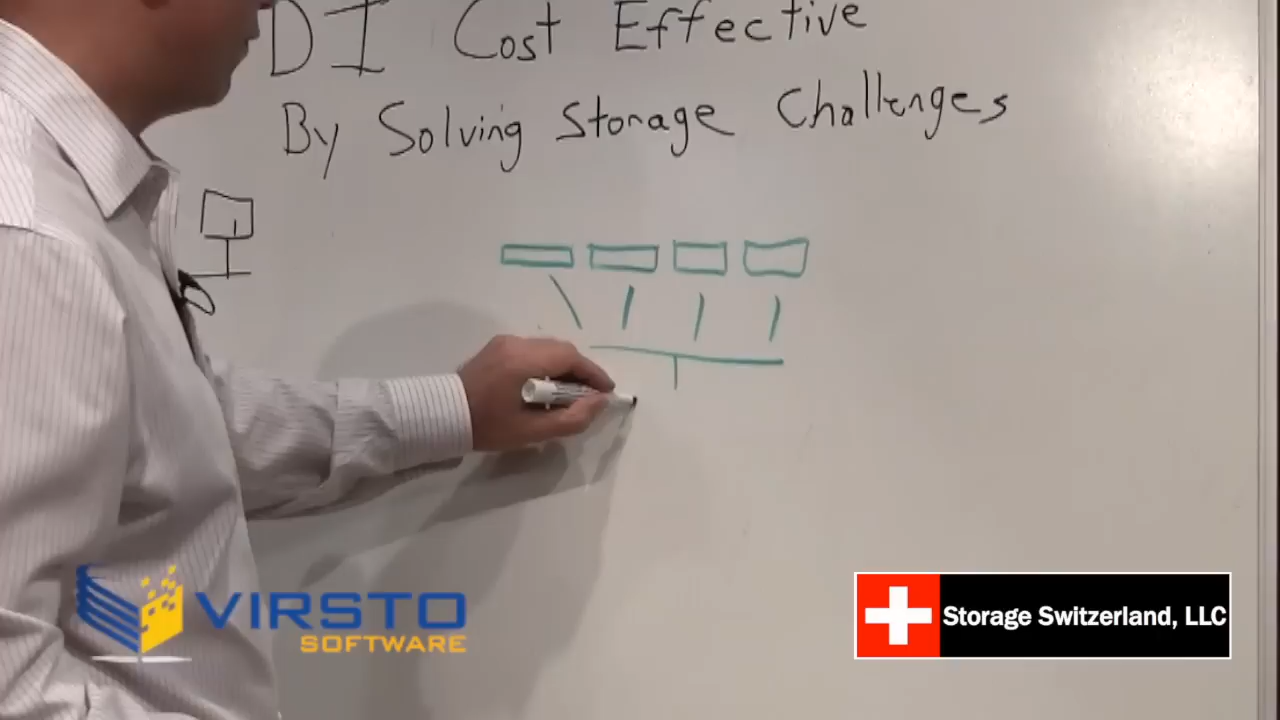 DI Cost Effective
By Solving Storage Challenges
VIRSTO
SOFTWARE
Storage Switzerland, LLC